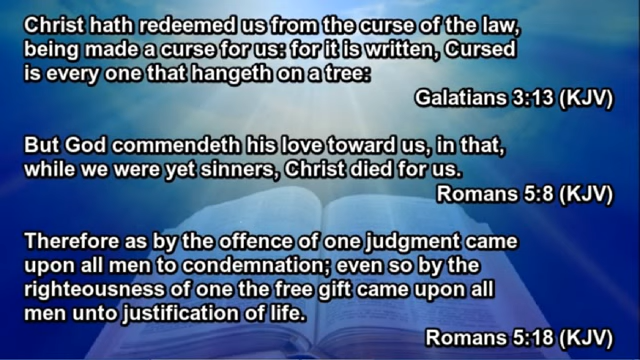 Christ hath redeemed us from the curse of the law,
being made a curse for us: for it is written, Cursed
is every one that hangeth on a tree:
Galatians 3:13 (KJV)
But God commendeth his love toward us, in that,
while we were yet sinners, Christ died for us.
Romans 5:8 (KJV)
Therefore as by the offence of one judgment came
upon all men to condemnation; even so by the
righteousness of one the free gift came upon all
men unto justification of life.
Romans 5:18 (KJV)